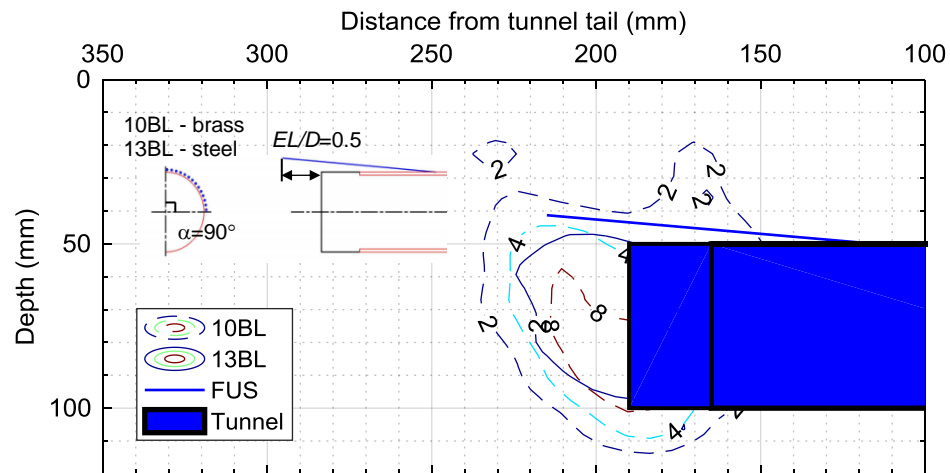 Distance from tunnel tail (mm)
350 300 250 200 150 100
0
10BL - brass
13BL - steel
EL/D=0.5
α=90°
2
2
2
2
50
4
4
Depth (mm)
8
2
2
8
10BL
13BL
FUS
Tunnel
100
2
4